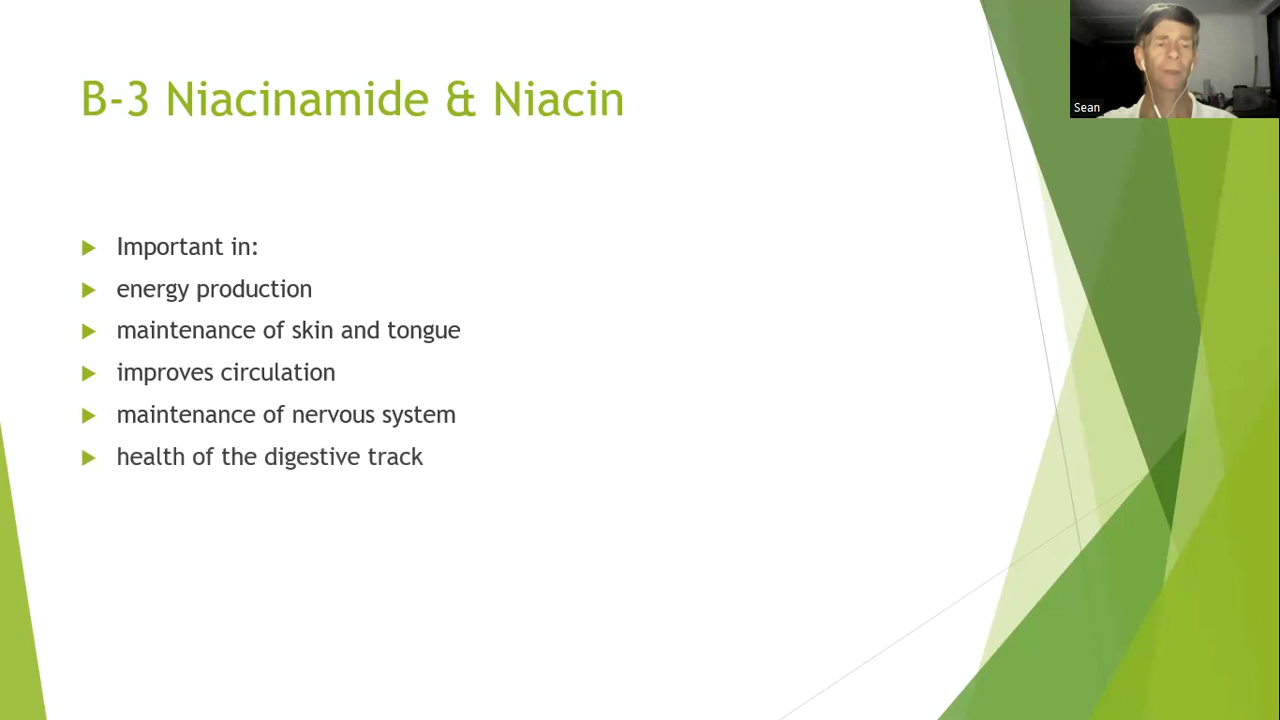 B-3 Niacinamide & Niacin
Sean
Important in:
energy production
maintenance of skin and tongue
improves circulation
maintenance of nervous system
health of the digestive track